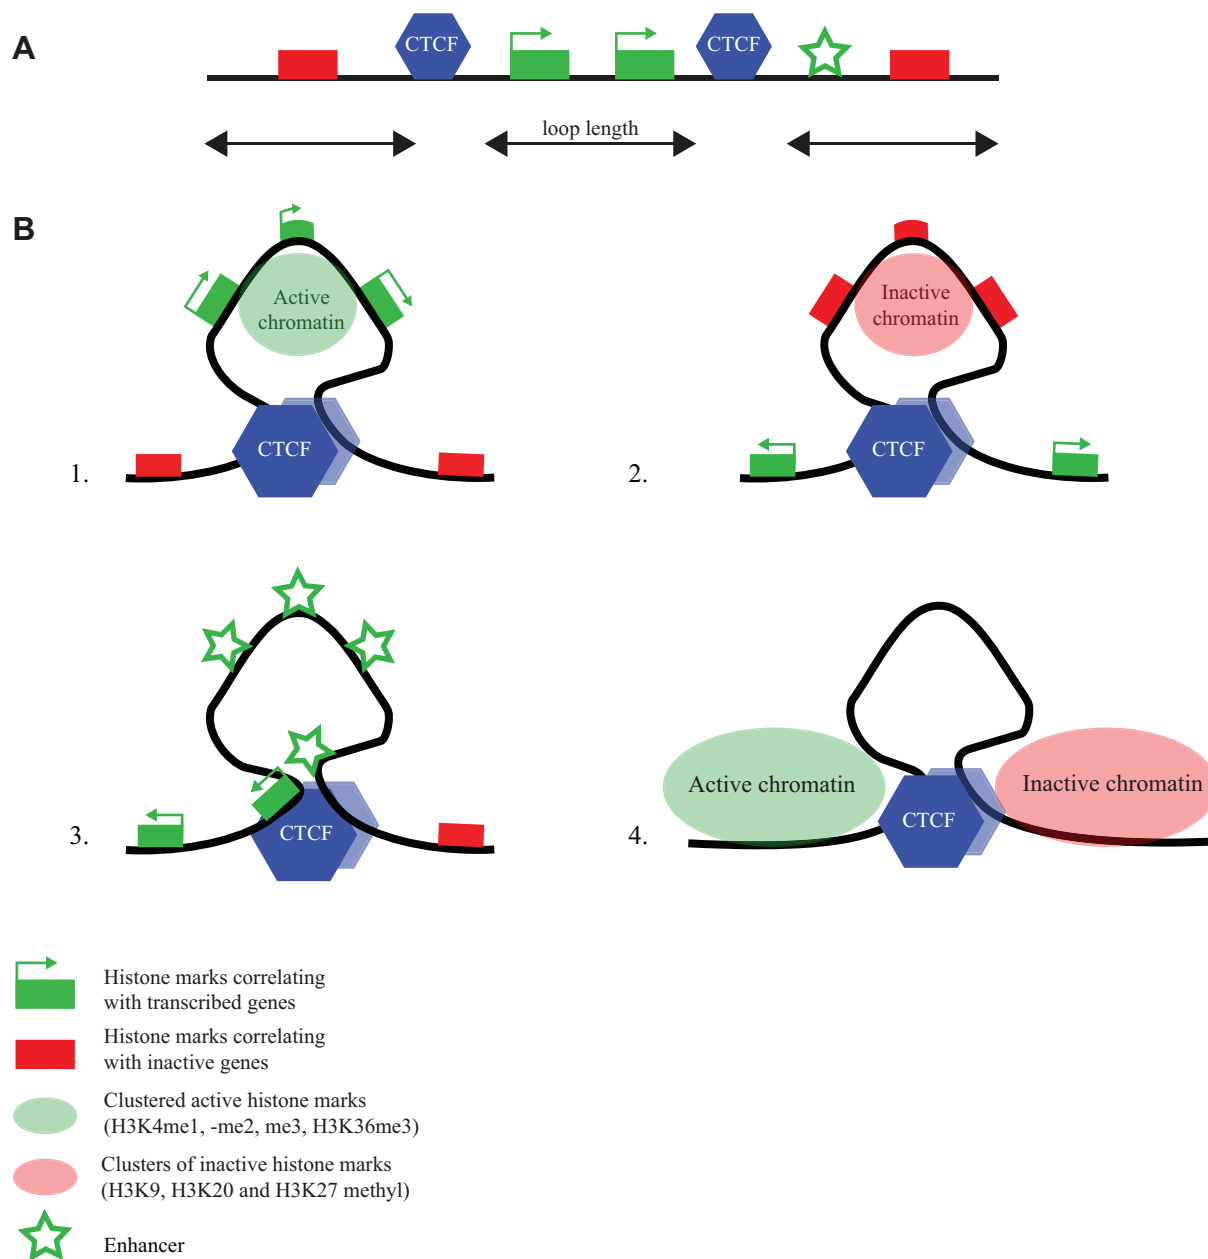 A
CTCF
CTCF
loop length
B
Active
chromatin
CTCF
1.
Inactive
chromatin
CTCF
2.
CTCF
3.
Active chromatin
Inactive chromatin
CTCF
4.
Histone marks correlating
with transcribed genes
Histone marks correlating
with inactive genes
Clustered active histone marks
(H3K4me1, -me2, me3, H3K36me3)
Clusters of inactive histone marks
(H3K9, H3K20 and H3K27 methyl)
Enhancer